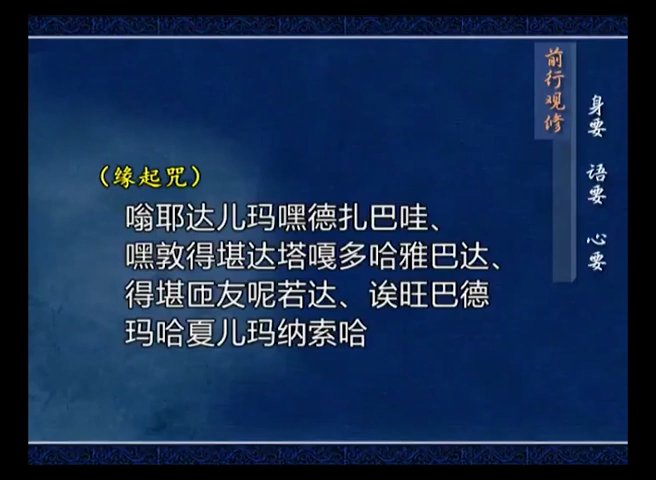 前行观修
身要 语要 心要
（缘起咒）
嗡耶达儿玛嘿德扎巴哇、
嘿敦得堪达塔嘎多哈雅巴达、
得堪匝友呢若达、诶旺巴德
玛哈夏儿玛纳索哈